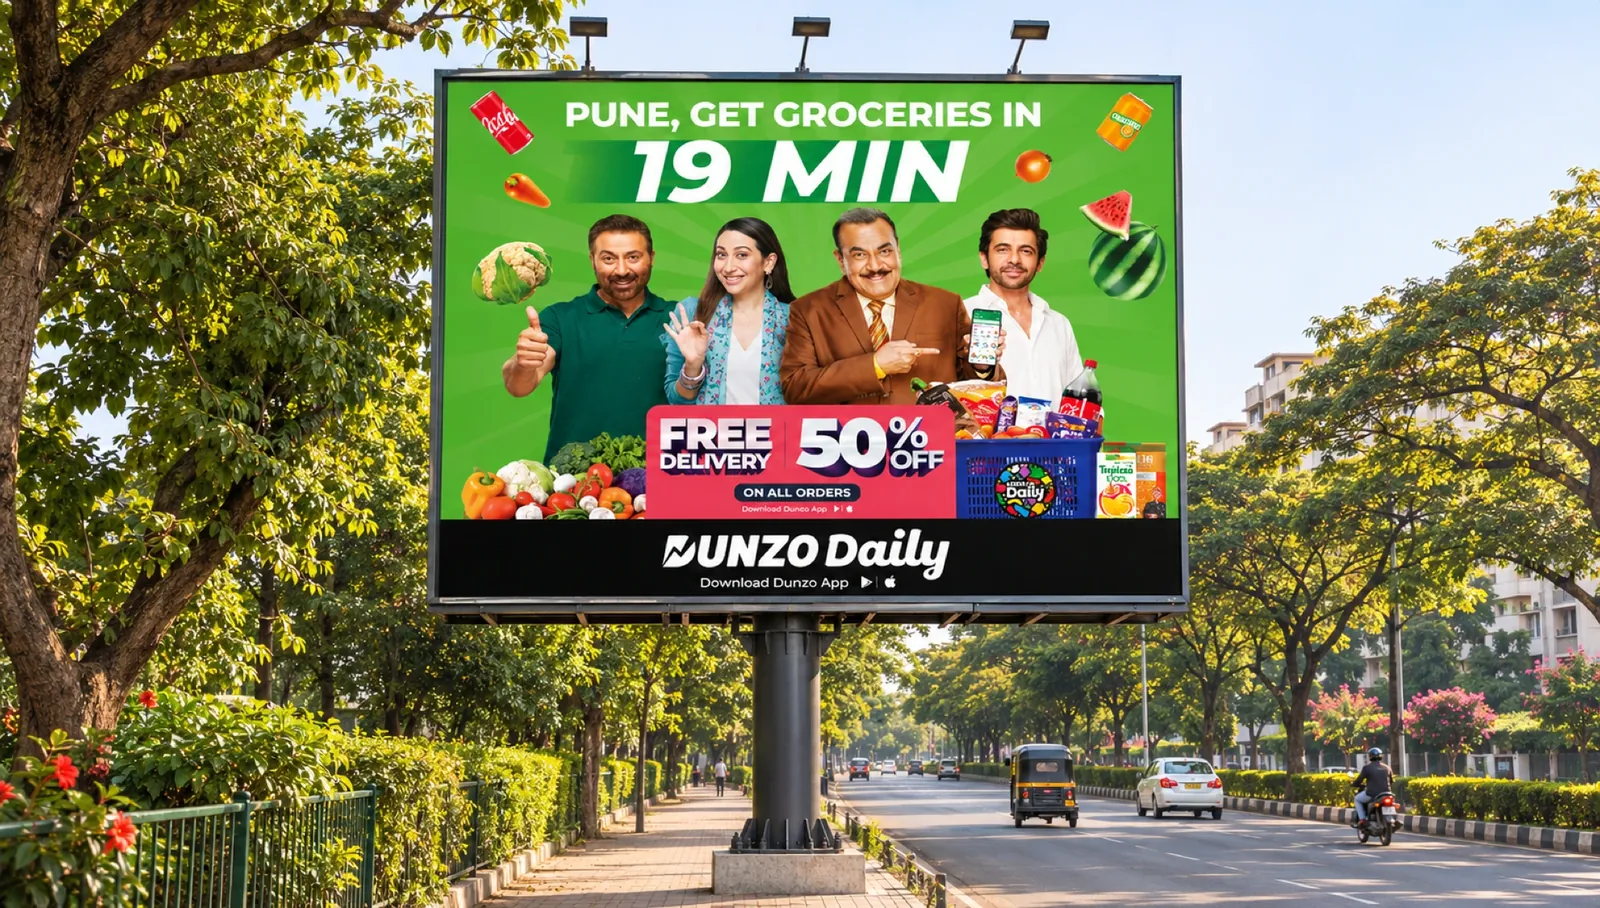 PUNE, GET GROCERIES IN
19 MIN
FREE
DELIVERY
50%
OFF
ON ALL ORDERS
Download Dunzo App
Daily
DUNZO Daily
Download Dunzo App